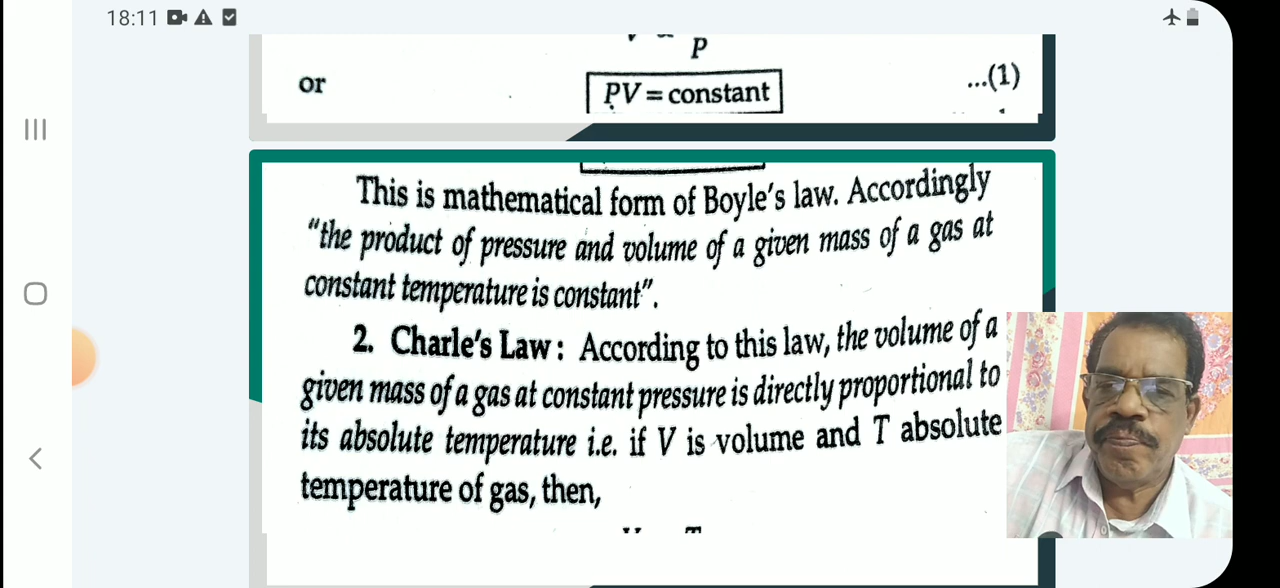 18:11
P
or
PV = constant
...(1)
This is mathematical form of Boyle's law. Accordingly
"the product of pressure and volume of a given mass of a gas at
constant temperature is constant".
2. Charle's Law : According to this law, the volume of a
given mass of a gas at constant pressure is directly proportional to
its absolute temperature i.e. if V is volume and T absolute
temperature of gas, then,